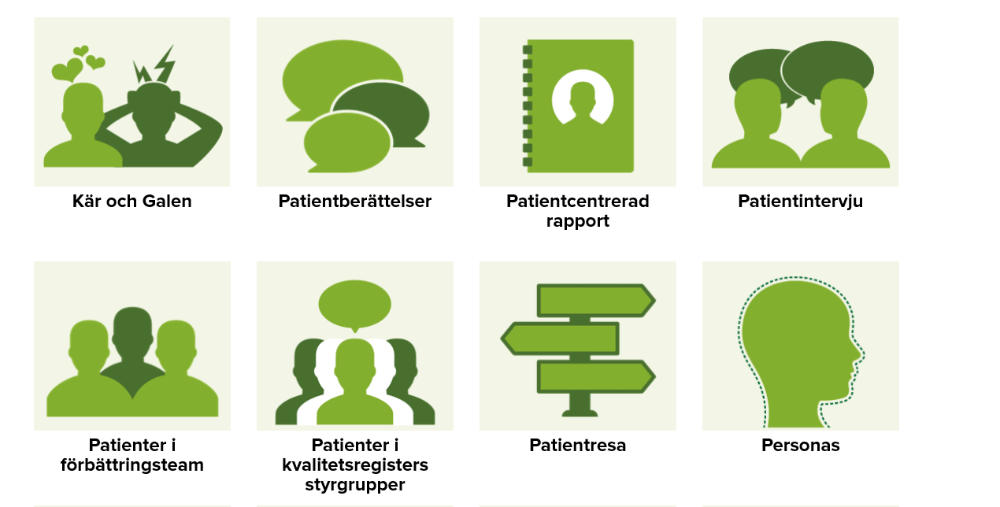 Kär och Galen
Patientberättelser
Patientcentrerad
rapport
Patientintervju
Patienter i
förbättringsteam
Patienter i
kvalitetsregisters
styrgrupper
Patientresa
Personas